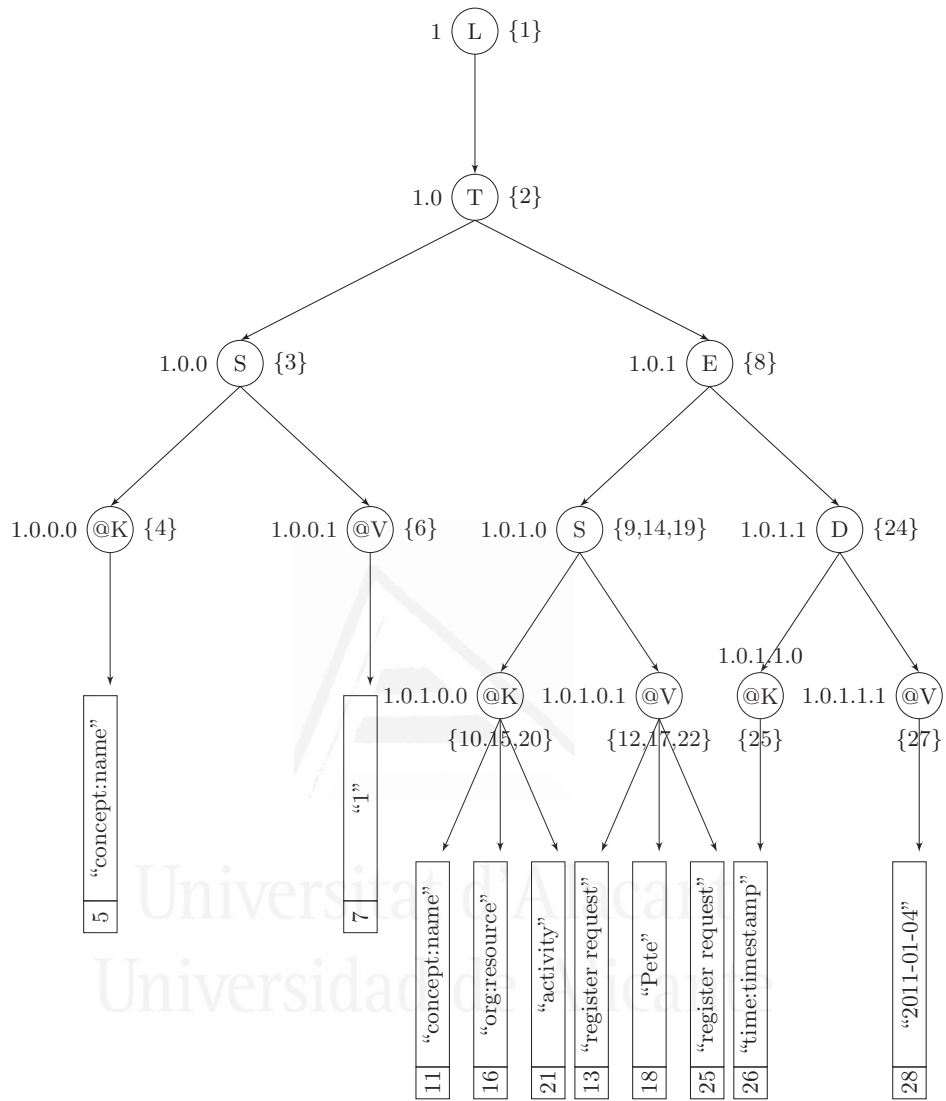 1 L {1}
1.0 T {2}
1.0.0 S {3}
1.0.1 E {8}
1.0.0.0 @K {4}
1.0.0.1 @V {6}
1.0.1.0 S {9,14,19}
1.0.1.1 D {24}
1.0.1.0.0 @K
{10.15,20}
1.0.1.0.1 @V
{12,17,22}
1.0.1.1.0
@K
{25}
1.0.1.1.1 @V
{27}
5 “concept:name”
7 “1”
11 “concept:name”
16 “org:resource”
21 “activity”
13 “register request”
18 “Pete”
25 “register request”
26 “time:timestamp”
28 “2011-01-04”
Universitat d'Alacant
Universidad de Alicante